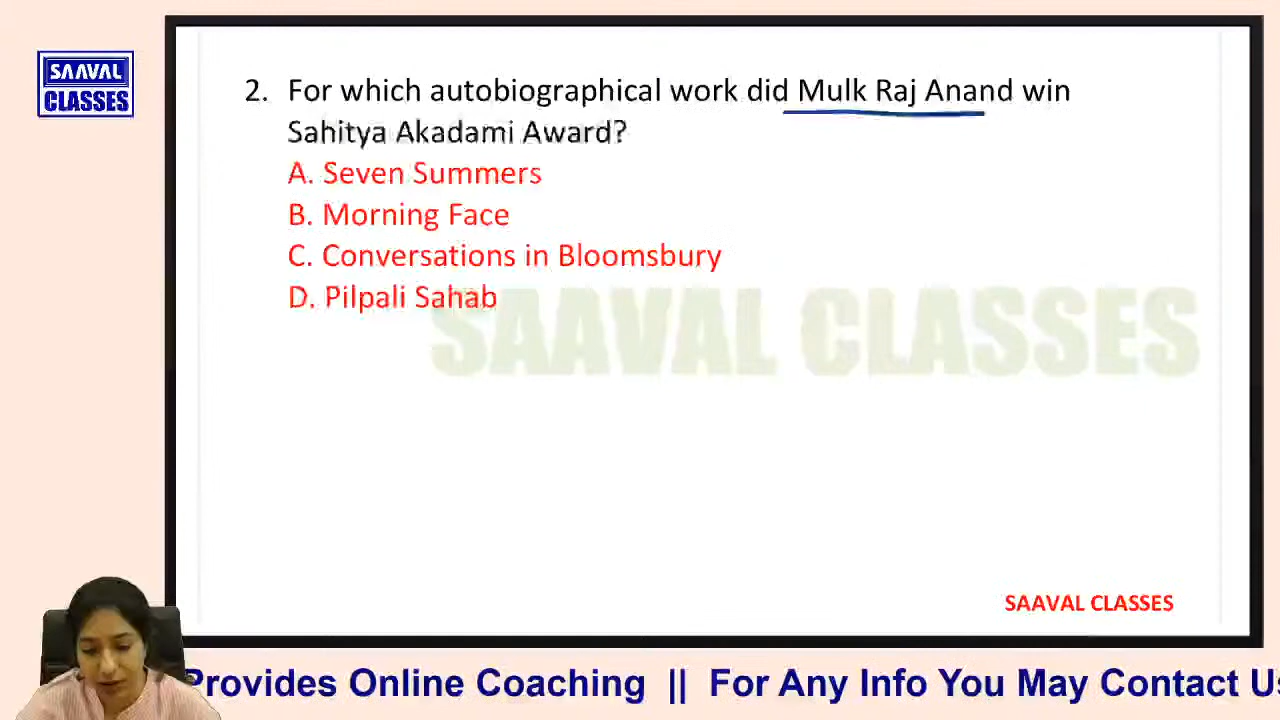 SAAVAL
CLASSES
2. For which autobiographical work did Mulk Raj Anand win
Sahitya Akadami Award?
A. Seven Summers
B. Morning Face
C. Conversations in Bloomsbury
D. Pilpali Sahab
SAAVAL CLASSES
SAAVAL CLASSES
Provides Online Coaching || For Any Info You May Contact Us